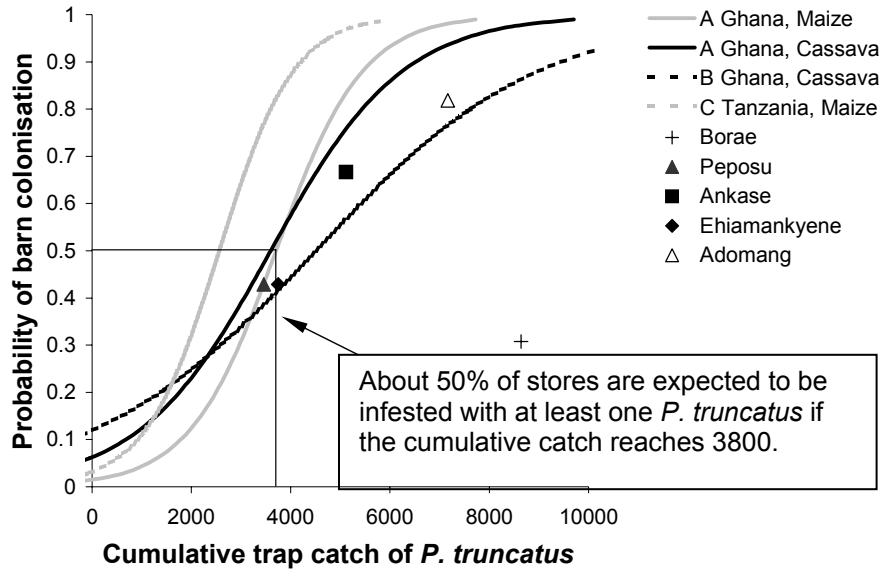 A Ghana, Maize
A Ghana, Cassava
B Ghana, Cassava
C Tanzania, Maize
Borae
Peposu
Ankase
Ehiamankyene
Adomang
Probability of barn colonisation
1
0.9
0.8
0.7
0.6
0.5
0.4
0.3
0.2
0.1
0
About 50% of stores are expected to be
infested with at least one P. truncatus if
the cumulative catch reaches 3800.
0 2000 4000 6000 8000 10000
Cumulative trap catch of P. truncatus